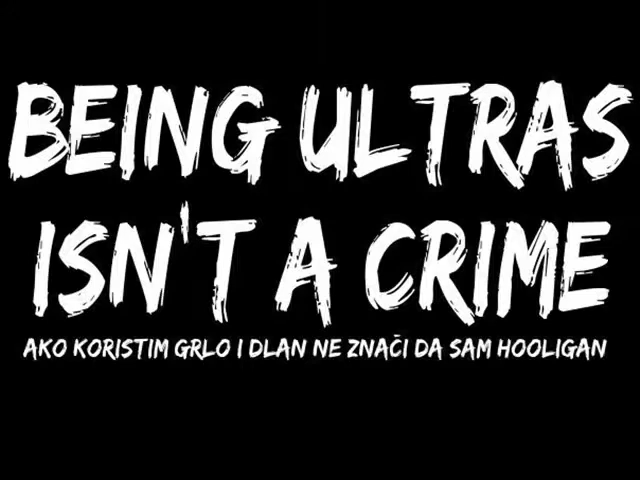 BEING ULTRAS
ISN'T A CRIME
AKO KORISTIM GRLO I DLAN NE ZNAČI DA SAM HOOLIGAN